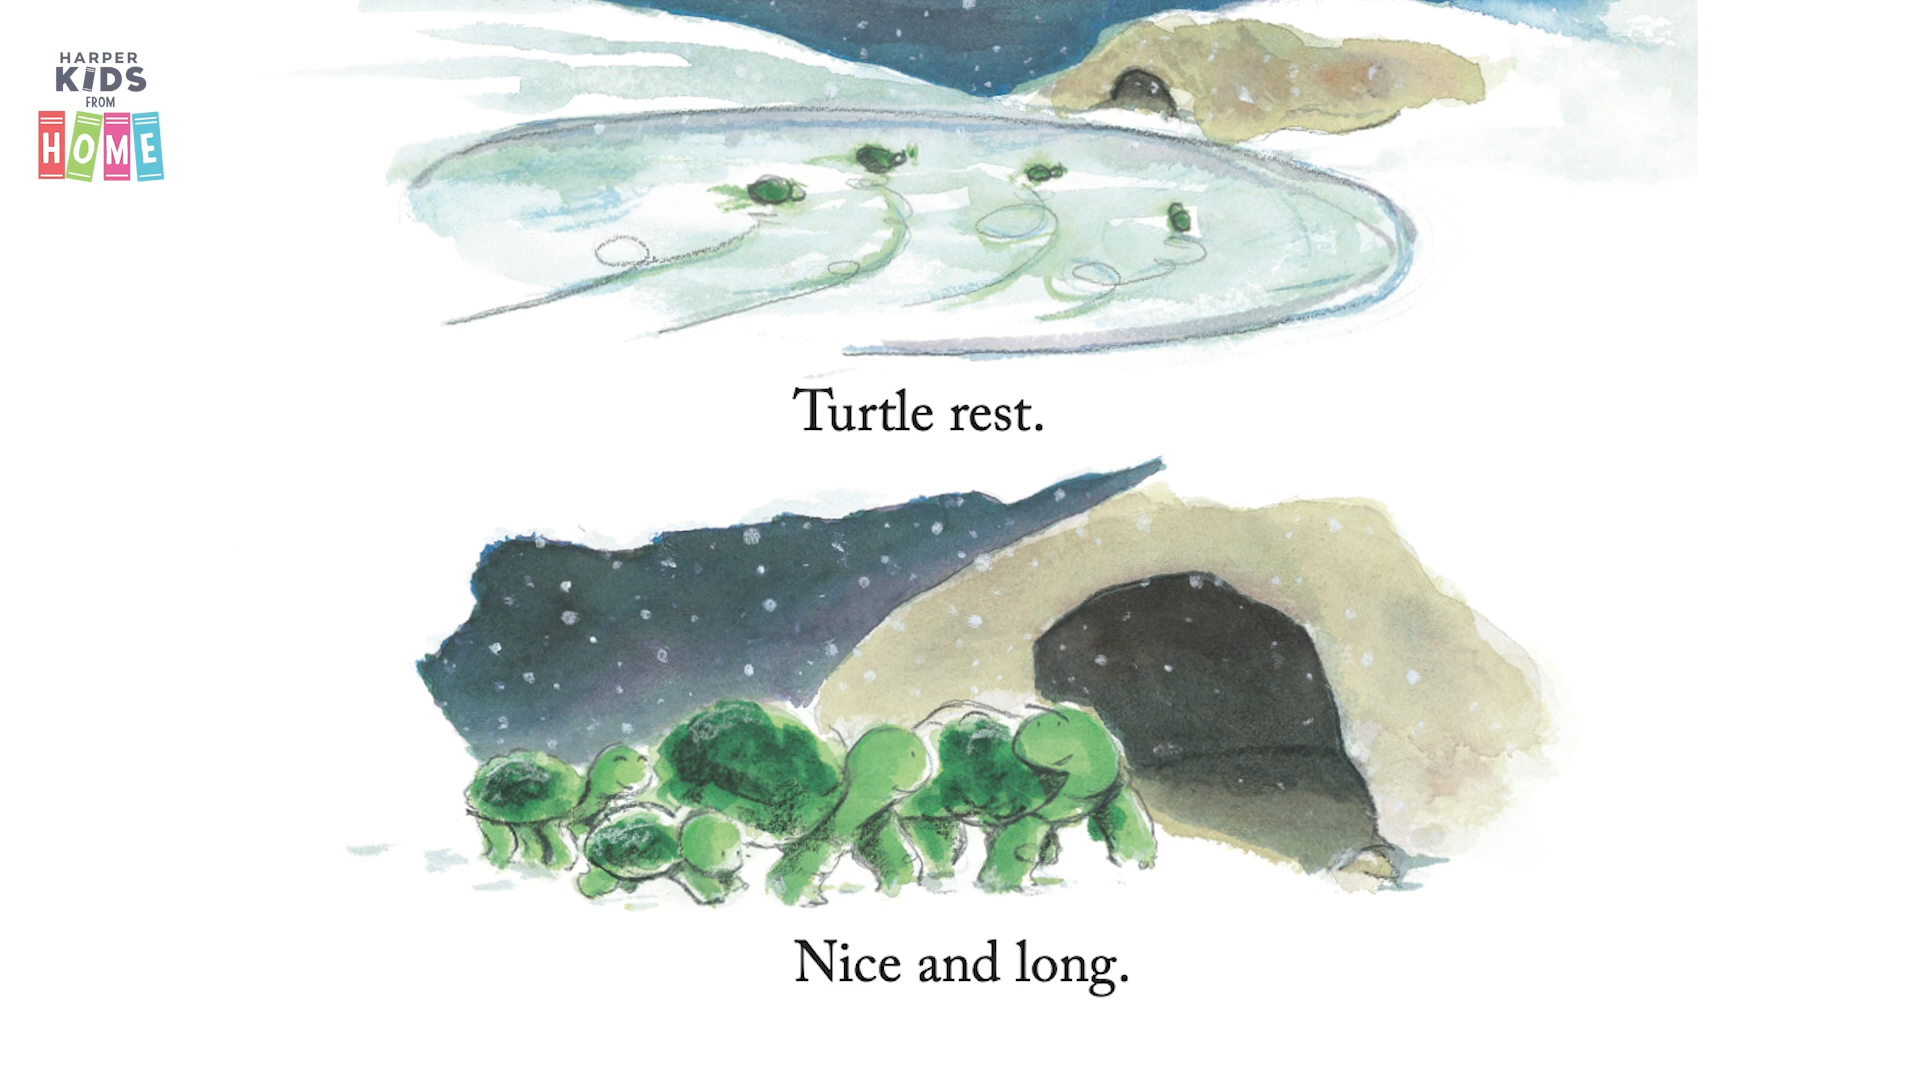 HARPER
KIDS
FROM
HOME
Turtle rest.
Nice and long.